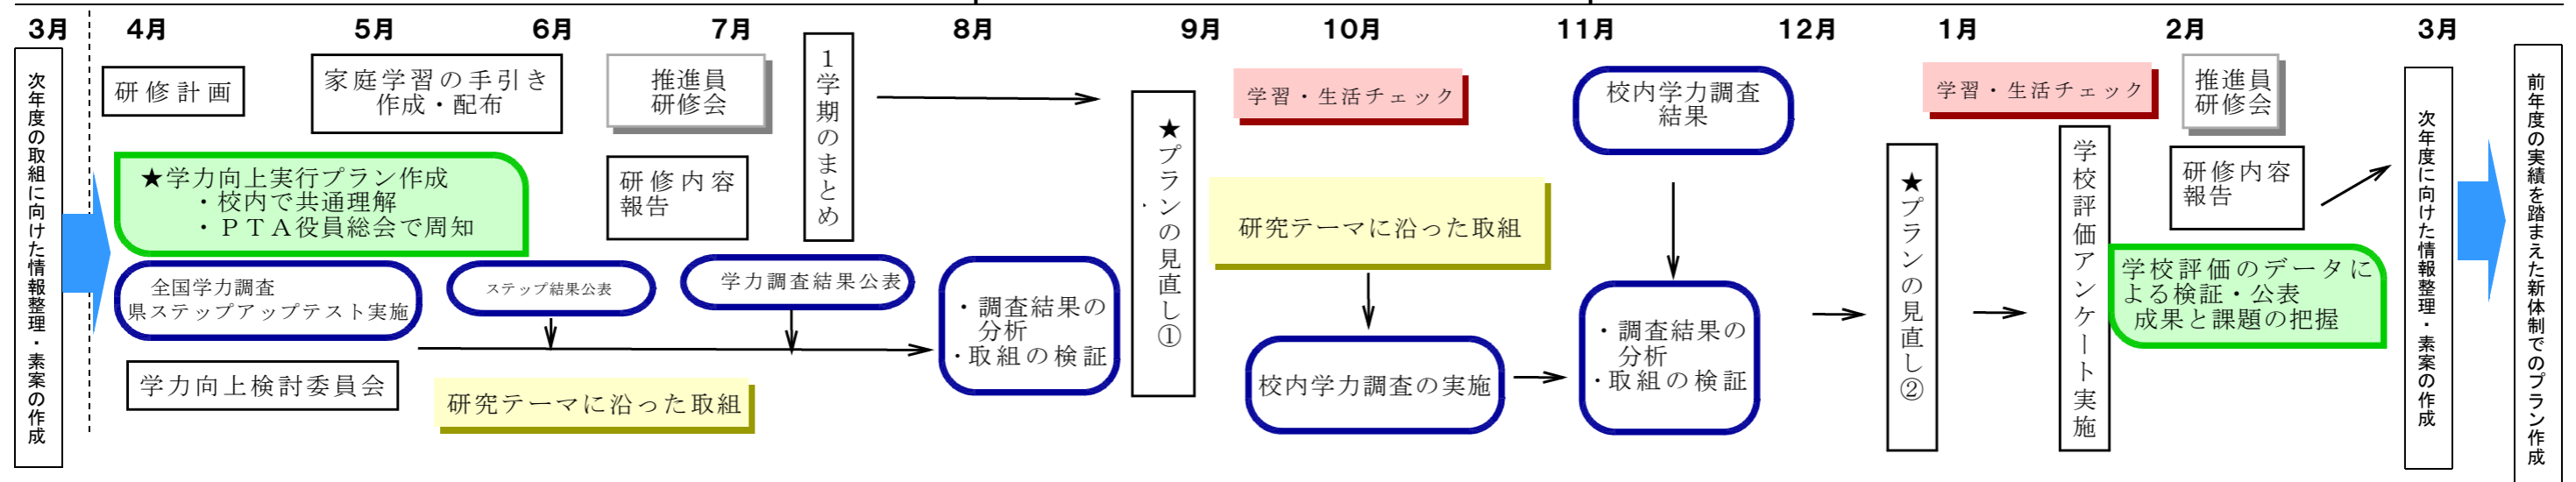 3月
4月
5月
6月
7月
8月
9月
10月
11月
12月
1月
2月
3月
次年度の取組に向けた情報整理・素案の作成
研修計画
家庭学習の手引き
作成・配布
推進員
研修会
1学期のまとめ
★学力向上実行プラン作成
・校内で共通理解
・ＰＴＡ役員総会で周知
研修内容
報告
全国学力調査
県ステップアップテスト実施
ステップ結果公表
学力調査結果公表
学力向上検討委員会
研究テーマに沿った取組
・調査結果の
分析
・取組の検証
★プランの見直し①
学習・生活チェック
研究テーマに沿った取組
校内学力調査の実施
校内学力調査
結果
・調査結果の
分析
・取組の検証
★プランの見直し②
学習・生活チェック
学校評価アンケート実施
推進員
研修会
研修内容
報告
学校評価のデータに
よる検証・公表
成果と課題の把握
次年度に向けた情報整理・素案の作成
前年度の実績を踏まえた新体制でのプラン作成